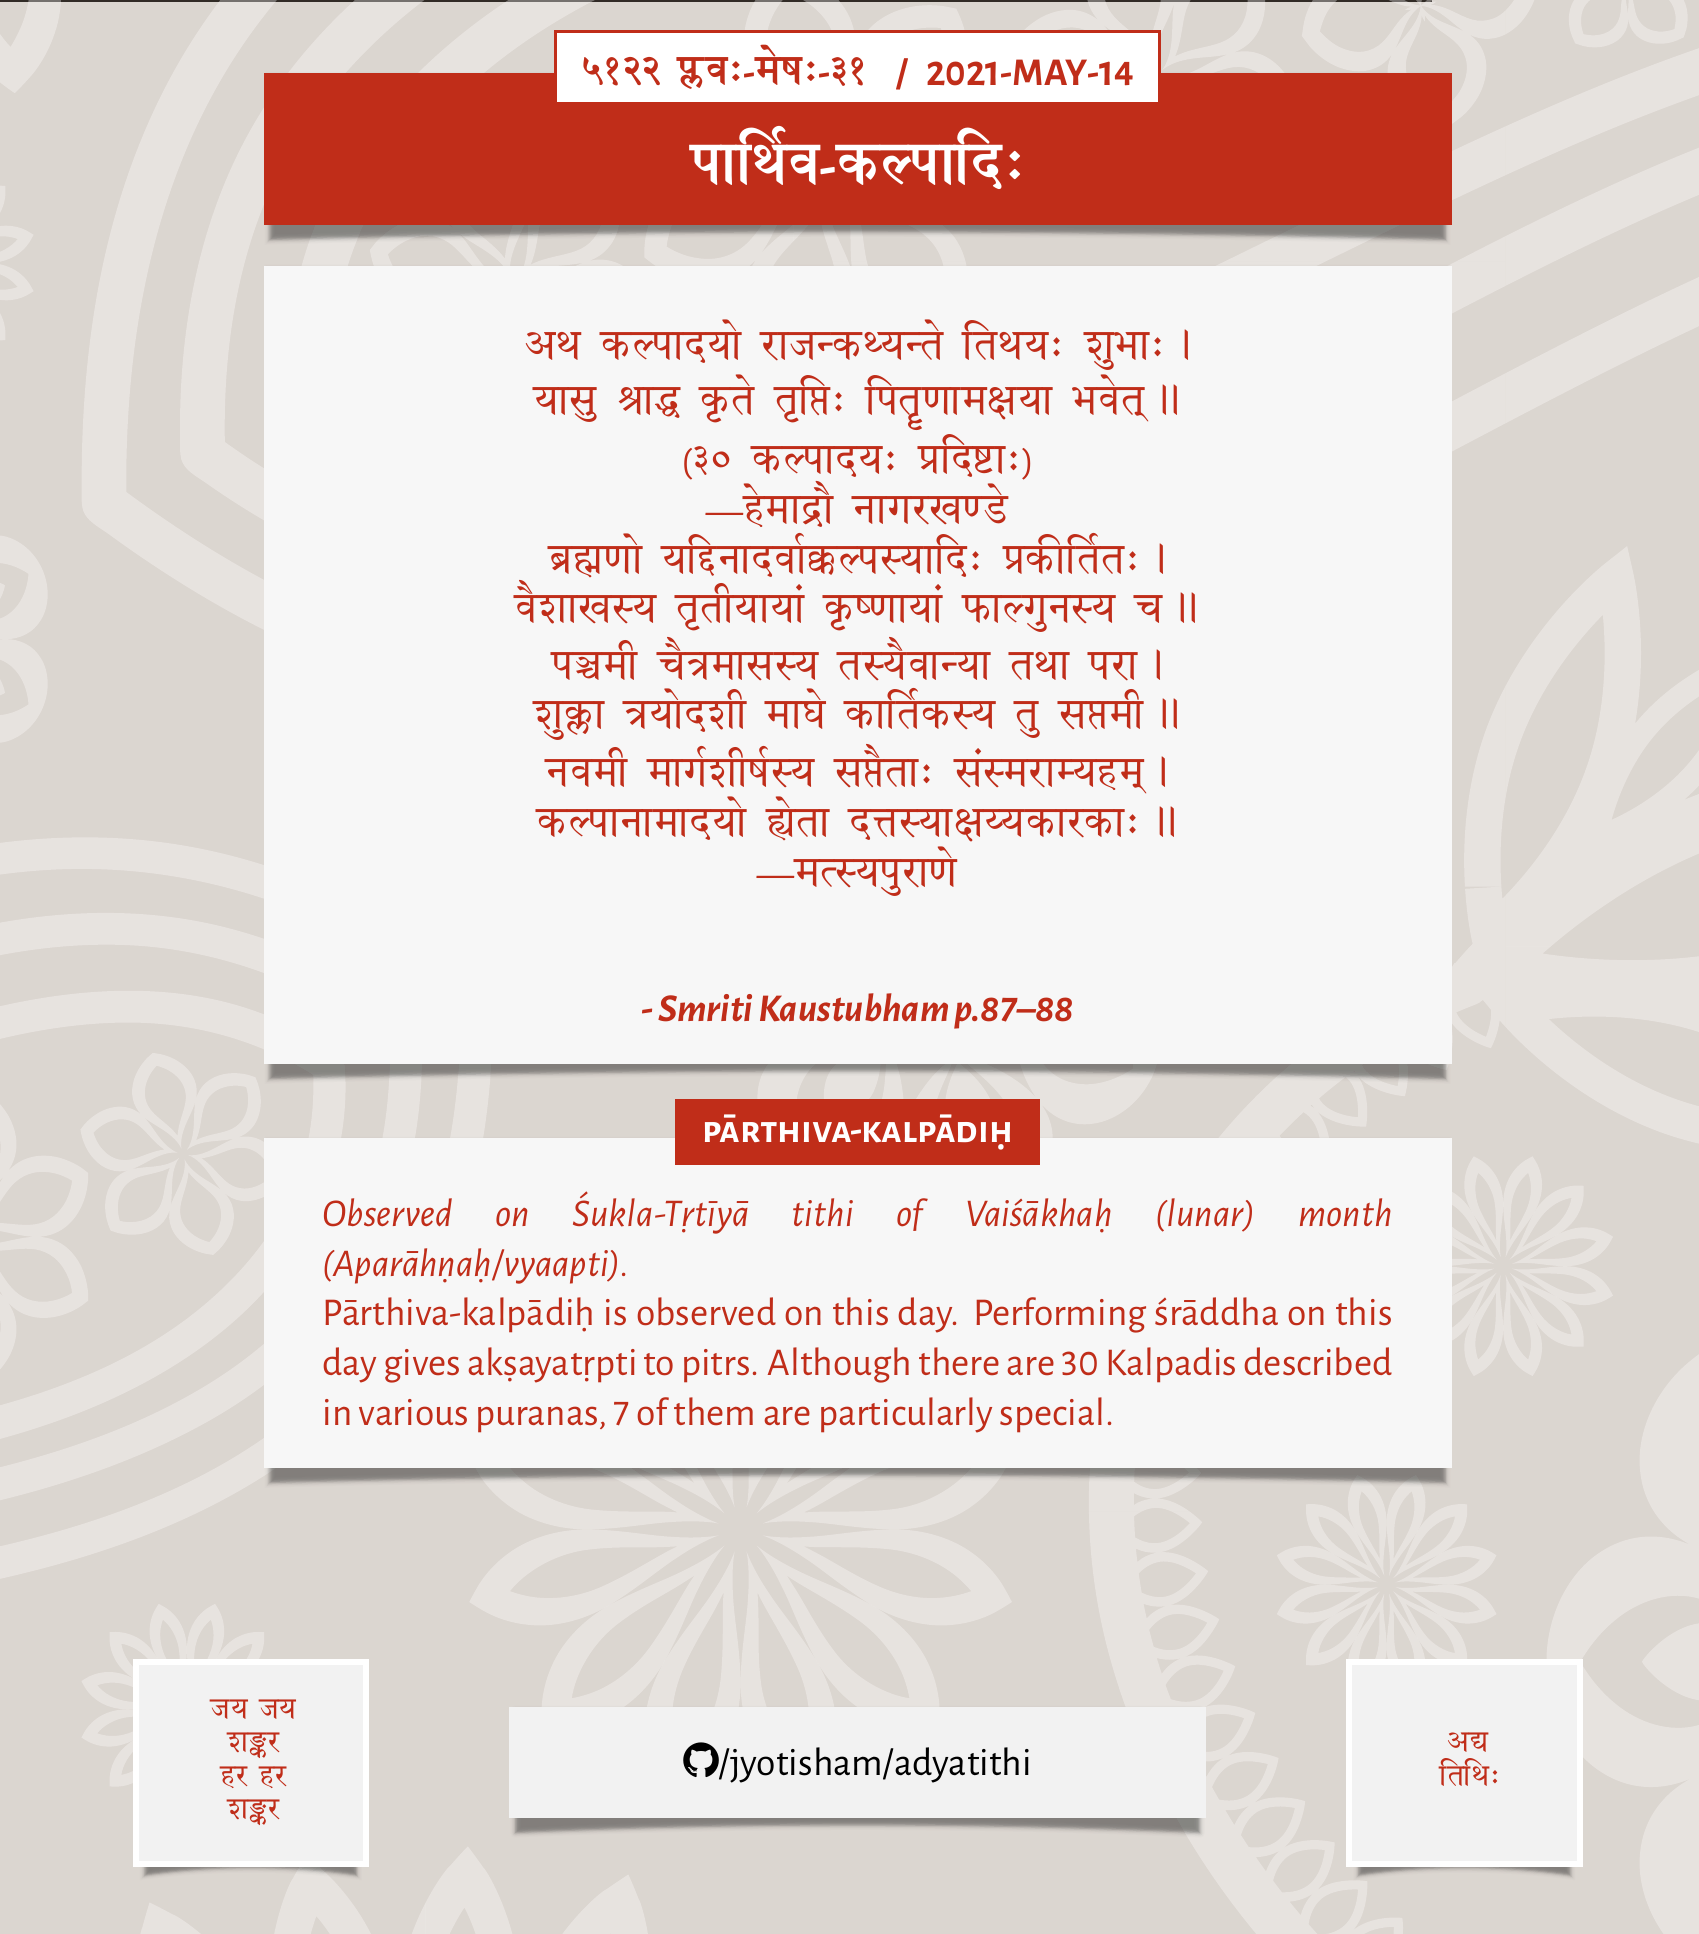 ५१२२ प्लवः-मेषः-३१ / 2021-MAY-14
पार्थिव-कल्पादिः
अथ कल्पादयो राजन्कथ्यन्ते तिथयः शुभाः ।
यासु श्राद्धे कृते तृप्तिः पितॄणामक्षया भवेत् ॥
(३० कल्पादयः प्रदिष्टाः)
—हेमाद्रौ नागरखण्डे
ब्रह्मणो यद्दिनादर्वाक्कल्पस्यादिः प्रकीर्तितः ।
वैशाखस्य तृतीयायां कृष्णायां फाल्गुनस्य च ॥
पञ्चमी चैत्रमासस्य तस्यैवान्या तथा परा ।
शुक्ला त्रयोदशी माघे कार्तिकस्य तु सप्तमी ॥
नवमी मार्गशीर्षस्य सप्तैताः संस्मराम्यहम् ।
कल्पानामादयो ह्येता दत्तस्याक्षय्यकारकाः ॥
—मत्स्यपुराणे
- Smriti Kaustubham p.87–88
PĀRTHIVA-KALPĀDIḤ
Observed on Śukla-Tṛtīyā tithi of Vaiśākhaḥ (lunar) month
(Aparāhṇaḥ/vyaapti).
Pārthiva-kalpādiḥ is observed on this day. Performing śrāddha on this
day gives akṣayatṛpti to pitrs. Although there are 30 Kalpadis described
in various puranas, 7 of them are particularly special.
जय जय
शङ्कर
हर हर
शङ्कर
/jyotisham/adyatithi
अद्य
तिथिः